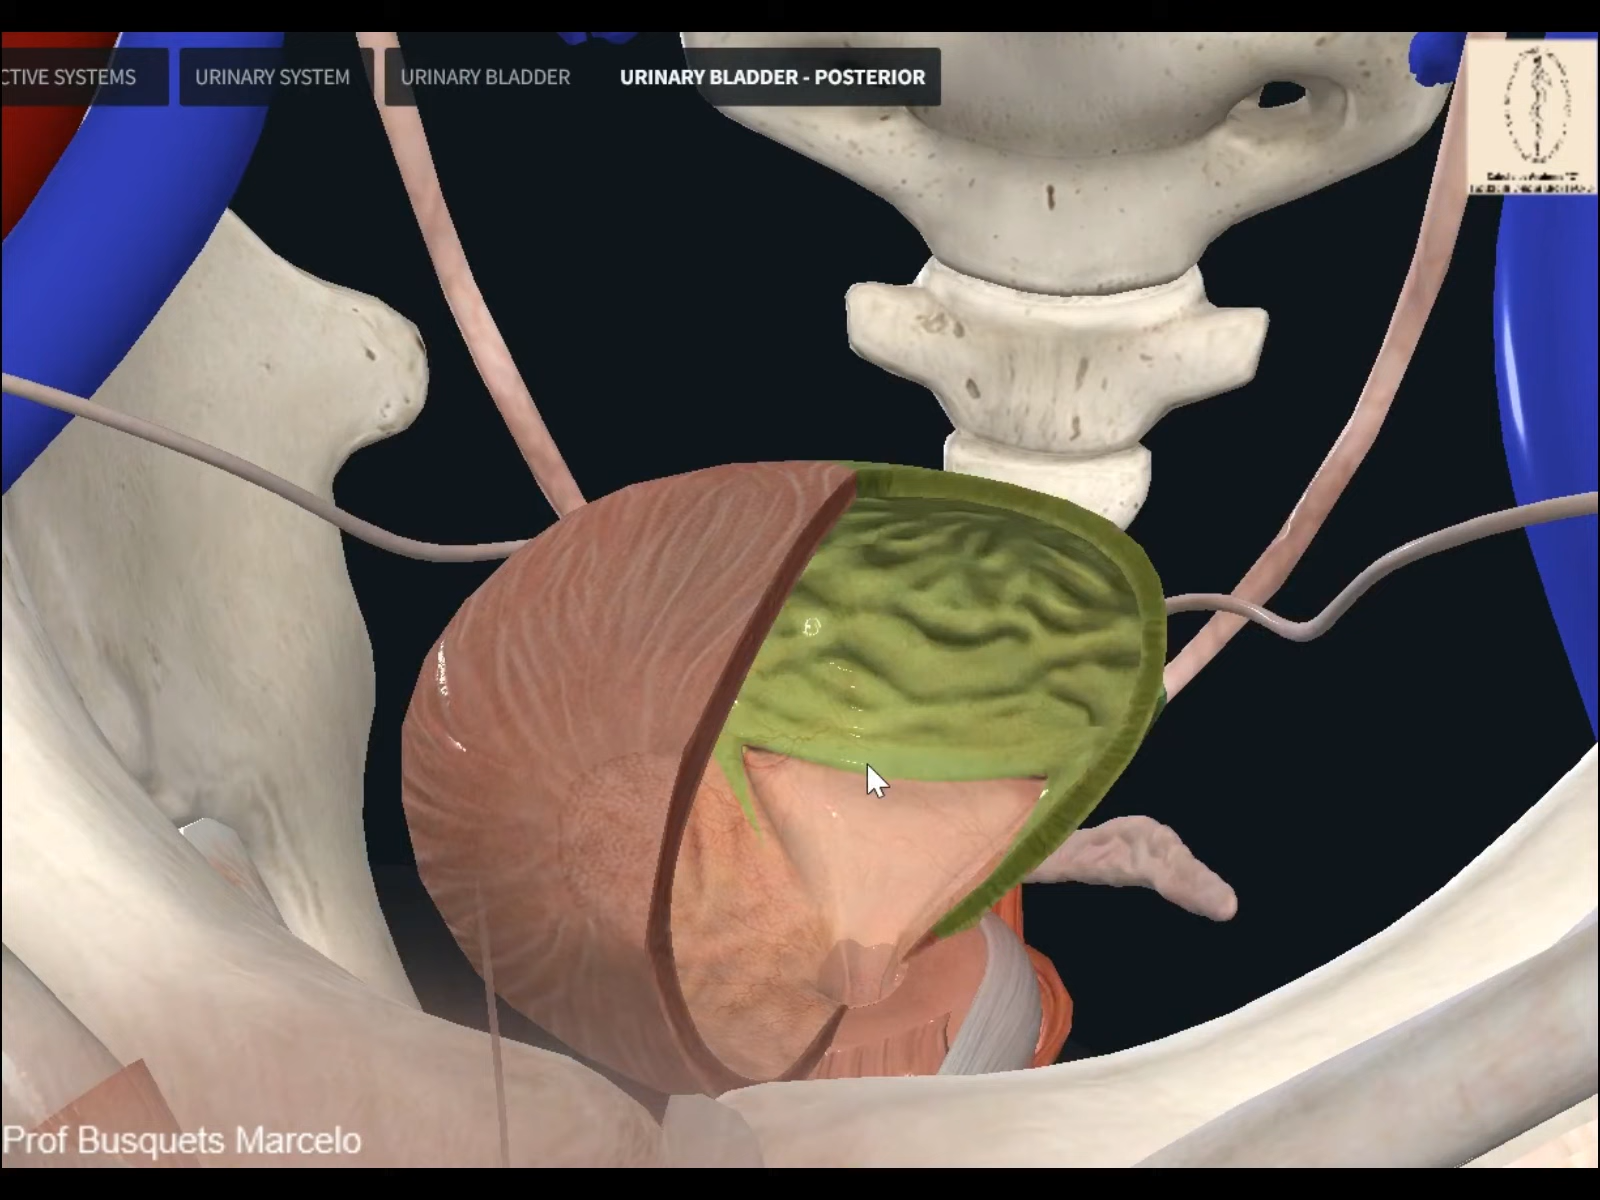 CTIVE SYSTEMS
URINARY SYSTEM
URINARY BLADDER
URINARY BLADDER - POSTERIOR
Prof Busquets Marcelo